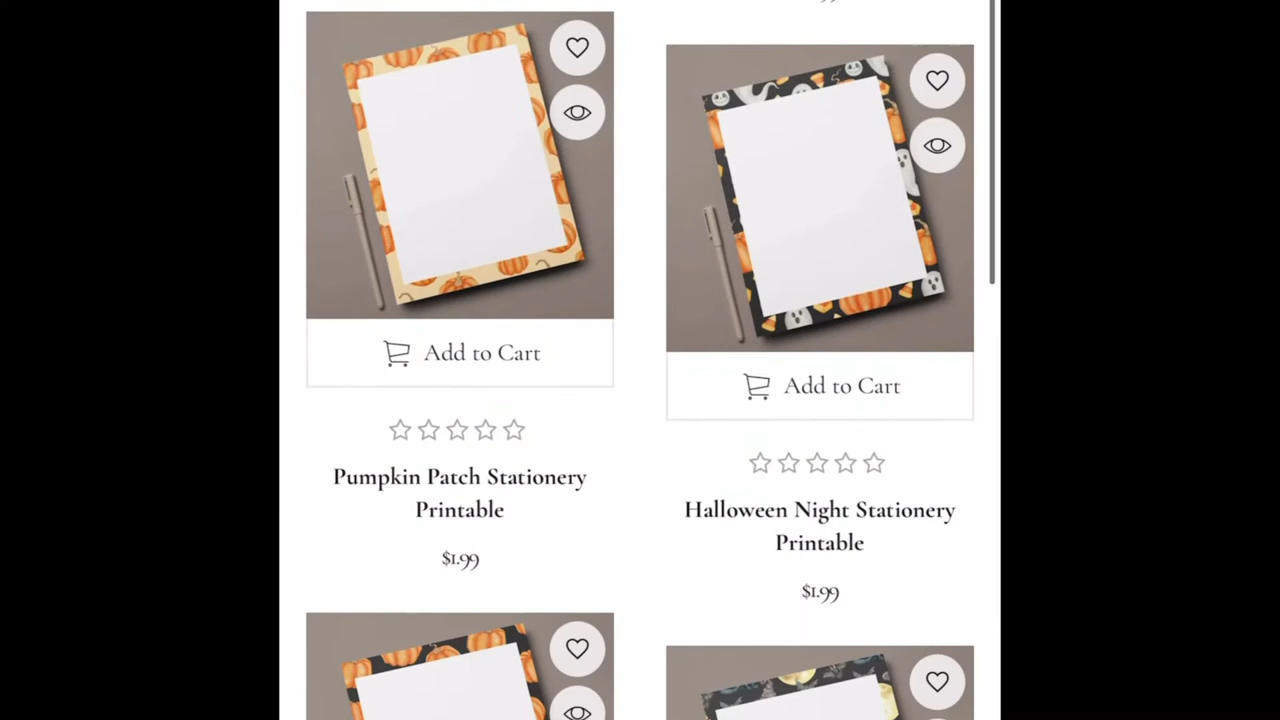 Add to Cart
Pumpkin Patch Stationery
Printable
$1.99
Add to Cart
Halloween Night Stationery
Printable
$1.99